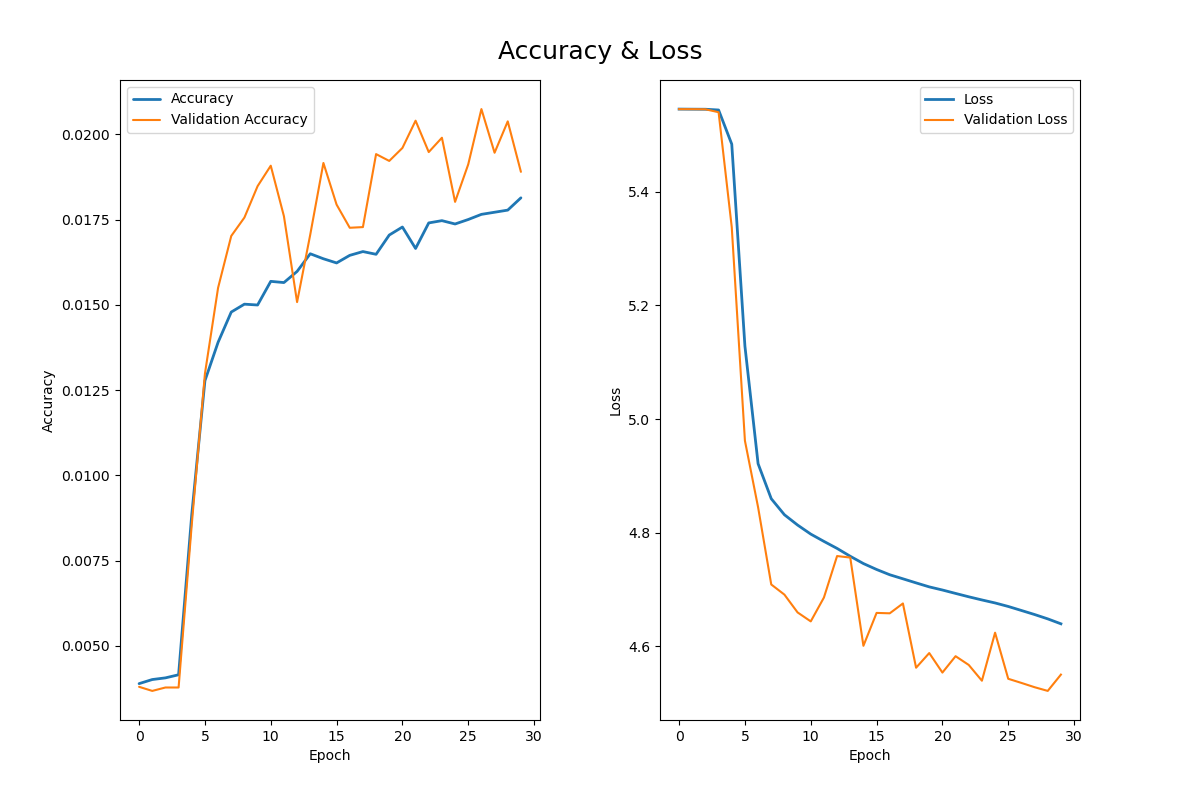 Accuracy & Loss
Accuracy
Validation Accuracy
0.0200
0.0175
0.0150
0.0125
0.0100
0.0075
0.0050
Accuracy
0 5 10 15 20 25 30
Epoch
Loss
Validation Loss
5.4
5.2
5.0
4.8
4.6
Loss
0 5 10 15 20 25 30
Epoch